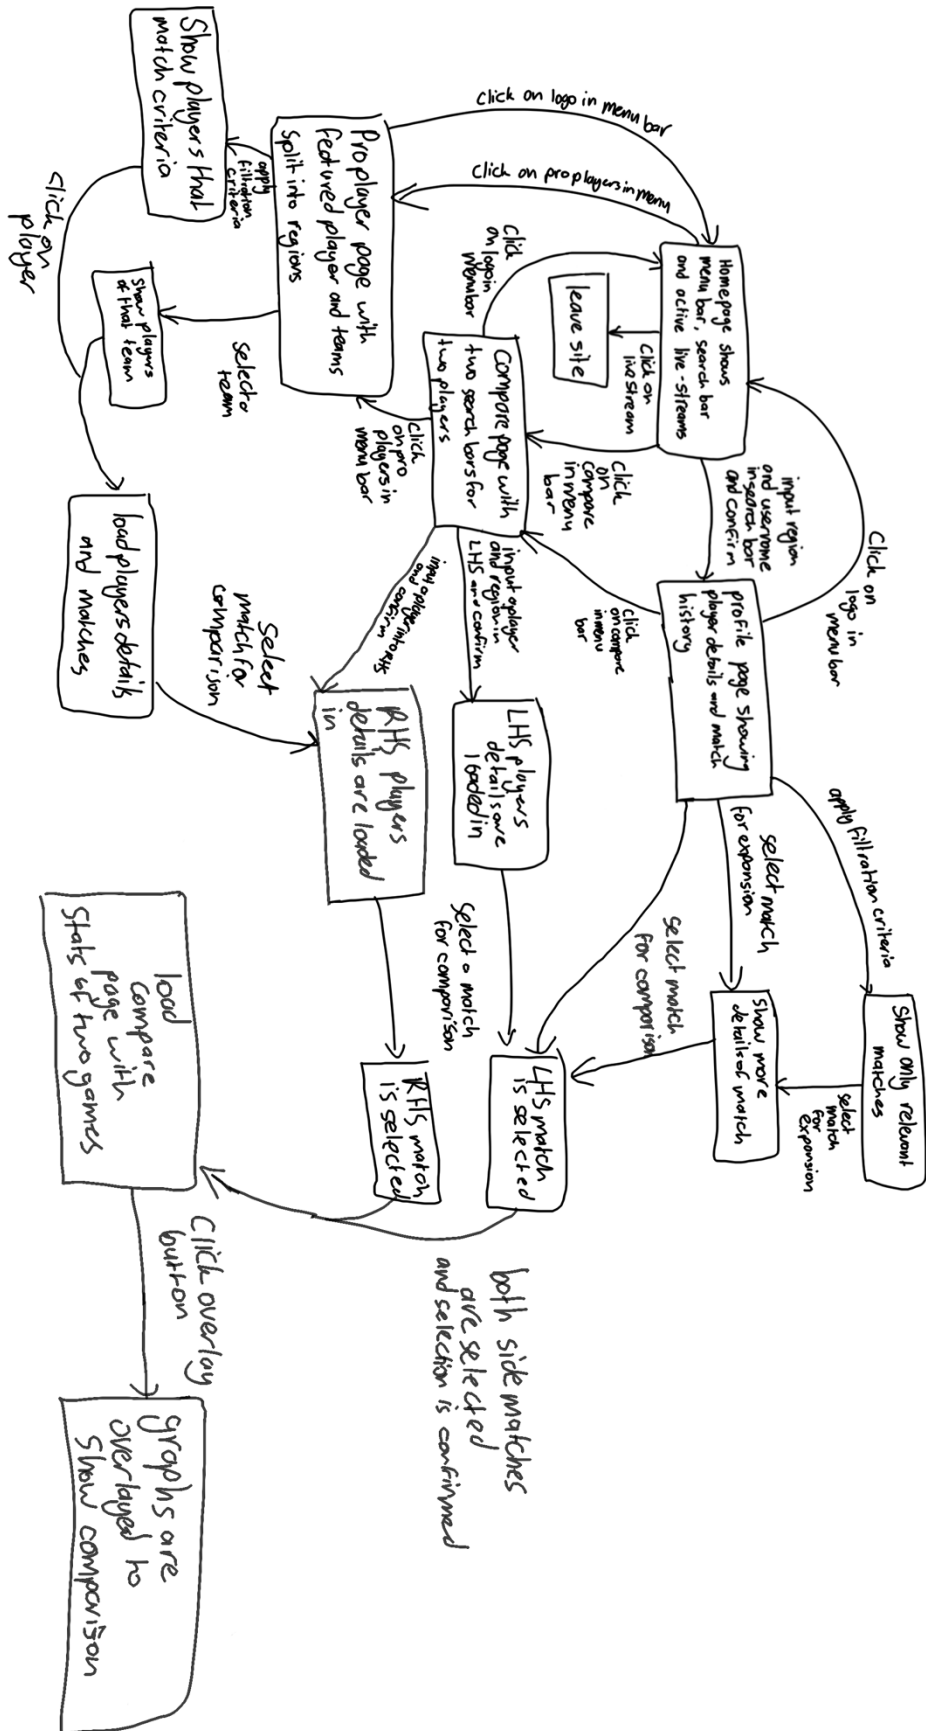 Homepage shows
menu bar, search bar
and active live-streams
click on logo in menu bar
click on pro players in menu
Click
on logo in
menu bar
leave site
click on
live stream
Click
on
compare
in menu
bar
input region
and username
in search bar
and confirm
Click on
logo in
menu bar
profile page showing
player details and match
history
click
on compare
in menu
bar
apply filtration criteria
Show only relevant
matches
select
match
for
expansion
select match
for expansion
show more
details of match
select match
for comparison
Compare page with
two search bars for
two players
Click
on pro
players in
menu bar
input a player
and region in
LHS and confirm
input a player into RHS
and confirm
LHS players
details are
loaded in
Select a match
for comparison
LHS match
is selected
RHS players
details are loaded
in
RHS match
is selected
Pro player page with
featured player and teams
split into regions
apply
filtration
criteria
Show players that
match criteria
click on
player
select a
team
Show players
of that team
load players details
and matches
Select
match for
comparison
both side matches
are selected
and selection is confirmed
load
compare
page with
Stats of two games
Click overlay
button
graphs are
overlayed to
Show comparison